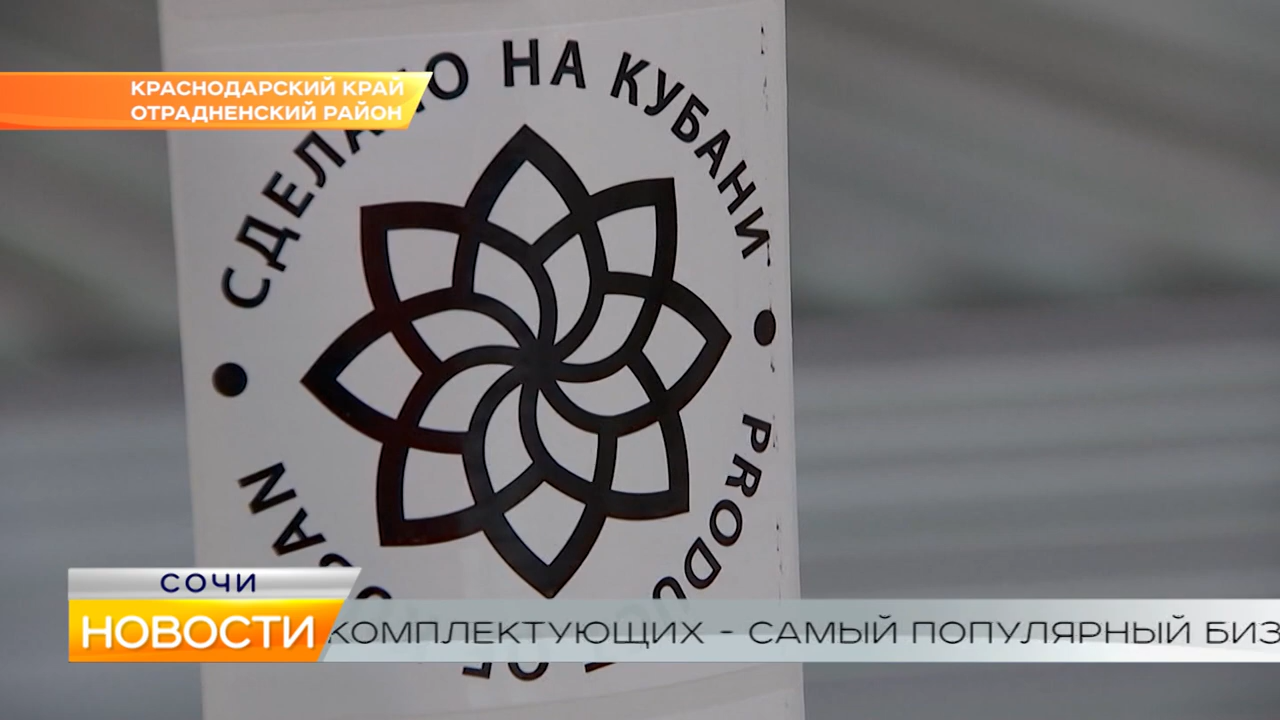 КРАСНОДАРСКИЙ КРАЙ
ОТРАДНЕНСКИЙ РАЙОН
СДЕЛАНО НА КУБАНИ
СОЧИ
НОВОСТИ
КОМПЛЕКТУЮЩИХ - САМЫЙ ПОПУЛЯРНЫЙ